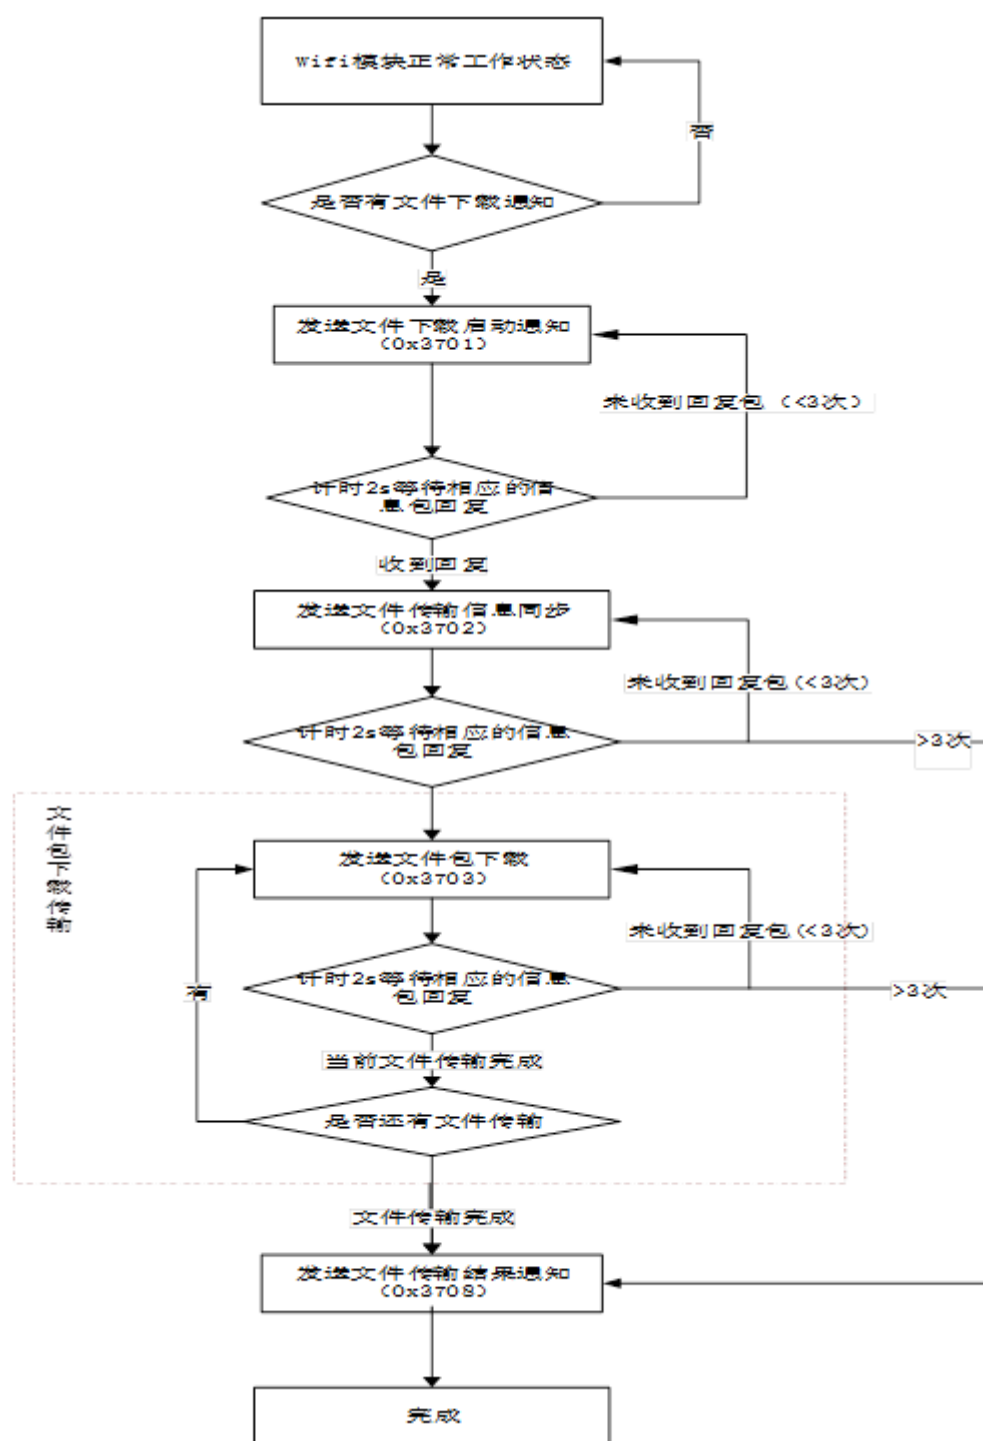 wifi模块正常工作状态
否
是否有文件下载通知
是
发送文件下载启动通知
(0x3701)
未收到回复包 (<3次)
计时2s等待相应的信
息包回复
收到回复
发送文件传输信息同步
(0x3702)
未收到回复包(<3次)
计时2s等待相应的信息
包回复
>3次
文件包下载传输
发送文件包下载
(0x3703)
未收到回复包(<3次)
有
计时2s等待相应的信息
包回复
>3次
当前文件传输完成
是否还有文件传输
文件传输完成
发送文件传输结果通知
(0x3708)
完成